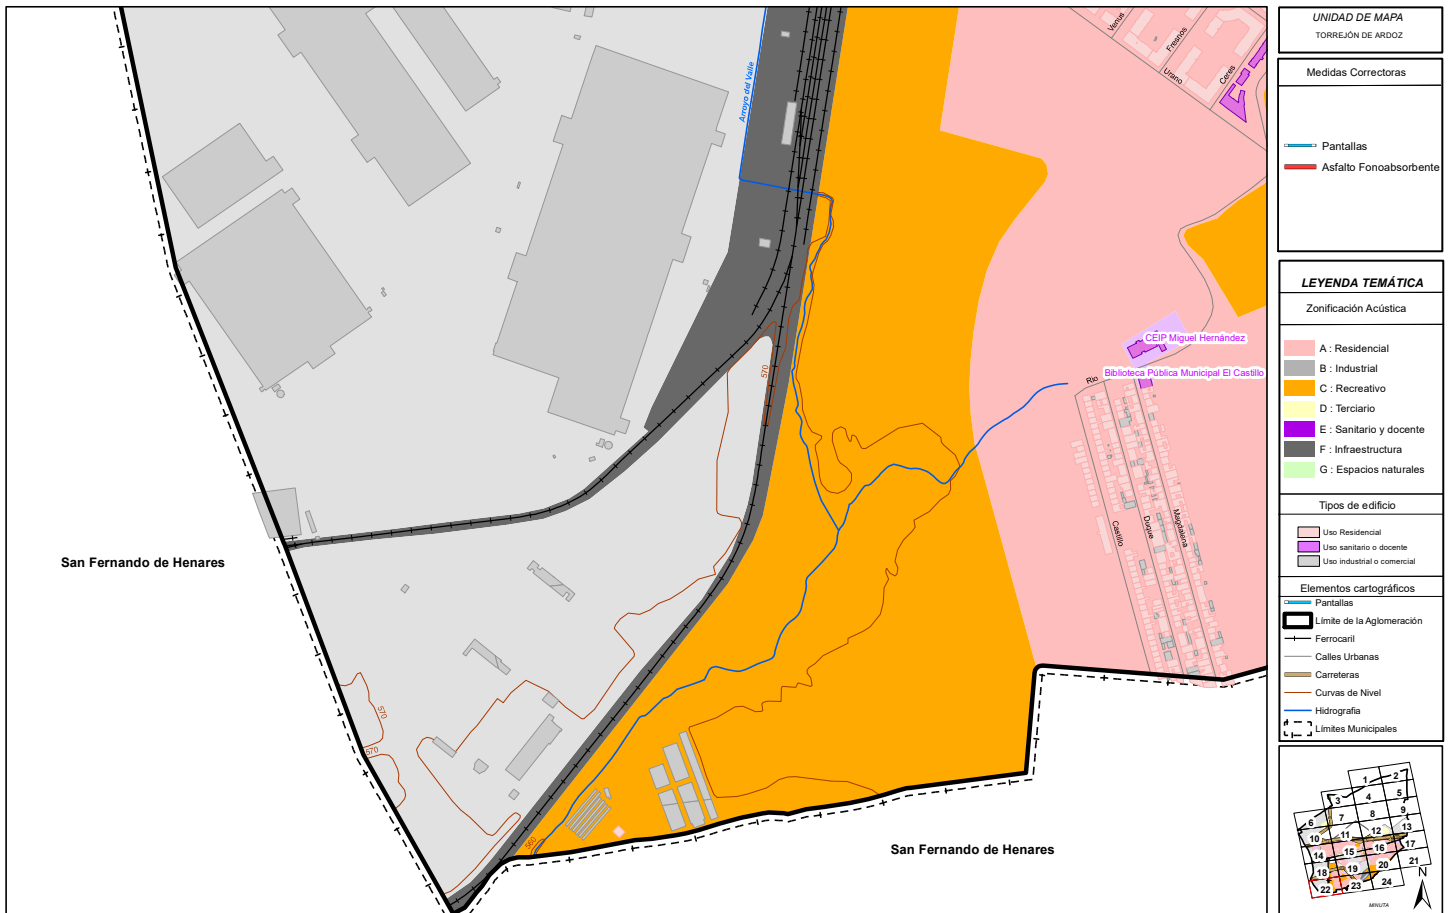 Arroyo del Valle
Venus
Fresnos
Urano
Ceres
CEIP Miguel Hernández
Biblioteca Pública Municipal El Castillo
Rio
570
Castillo
Duque
Magdalena
San Fernando de Henares
570
570
560
San Fernando de Henares
UNIDAD DE MAPA
TORREJÓN DE ARDOZ
Medidas Correctoras
Pantallas
Asfalto Fonoabsorbente
LEYENDA TEMÁTICA
Zonificación Acústica
A : Residencial
B : Industrial
C : Recreativo
D : Terciario
E : Sanitario y docente
F : Infraestructura
G : Espacios naturales
Tipos de edificio
Uso Residencial
Uso sanitario o docente
Uso industrial o comercial
Elementos cartográficos
Pantallas
Límite de la Aglomeración
Ferrocaril
Calles Urbanas
Carreteras
Curvas de Nivel
Hidrografia
Límites Municipales
1 2
3 4 5
6 7 8 9
10 11 12 13
14 15 16 17
18 19 20 21
22 23 24
N
MINUTA